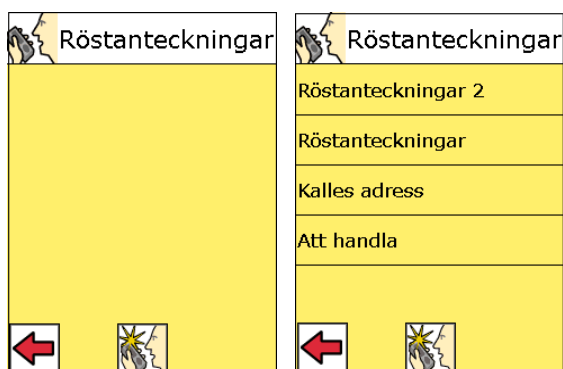 Röstanteckningar
Röstanteckningar
Röstanteckningar 2
Röstanteckningar
Kalles adress
Att handla